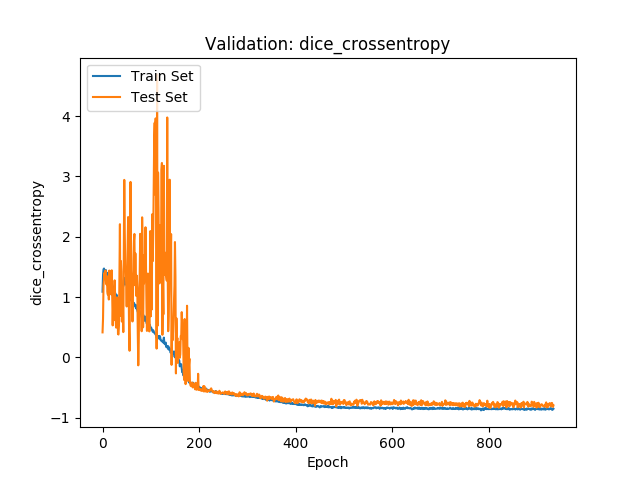 Validation: dice_crossentropy
Train Set
Test Set
dice_crossentropy
4
3
2
1
0
−1
0 200 400 600 800
Epoch